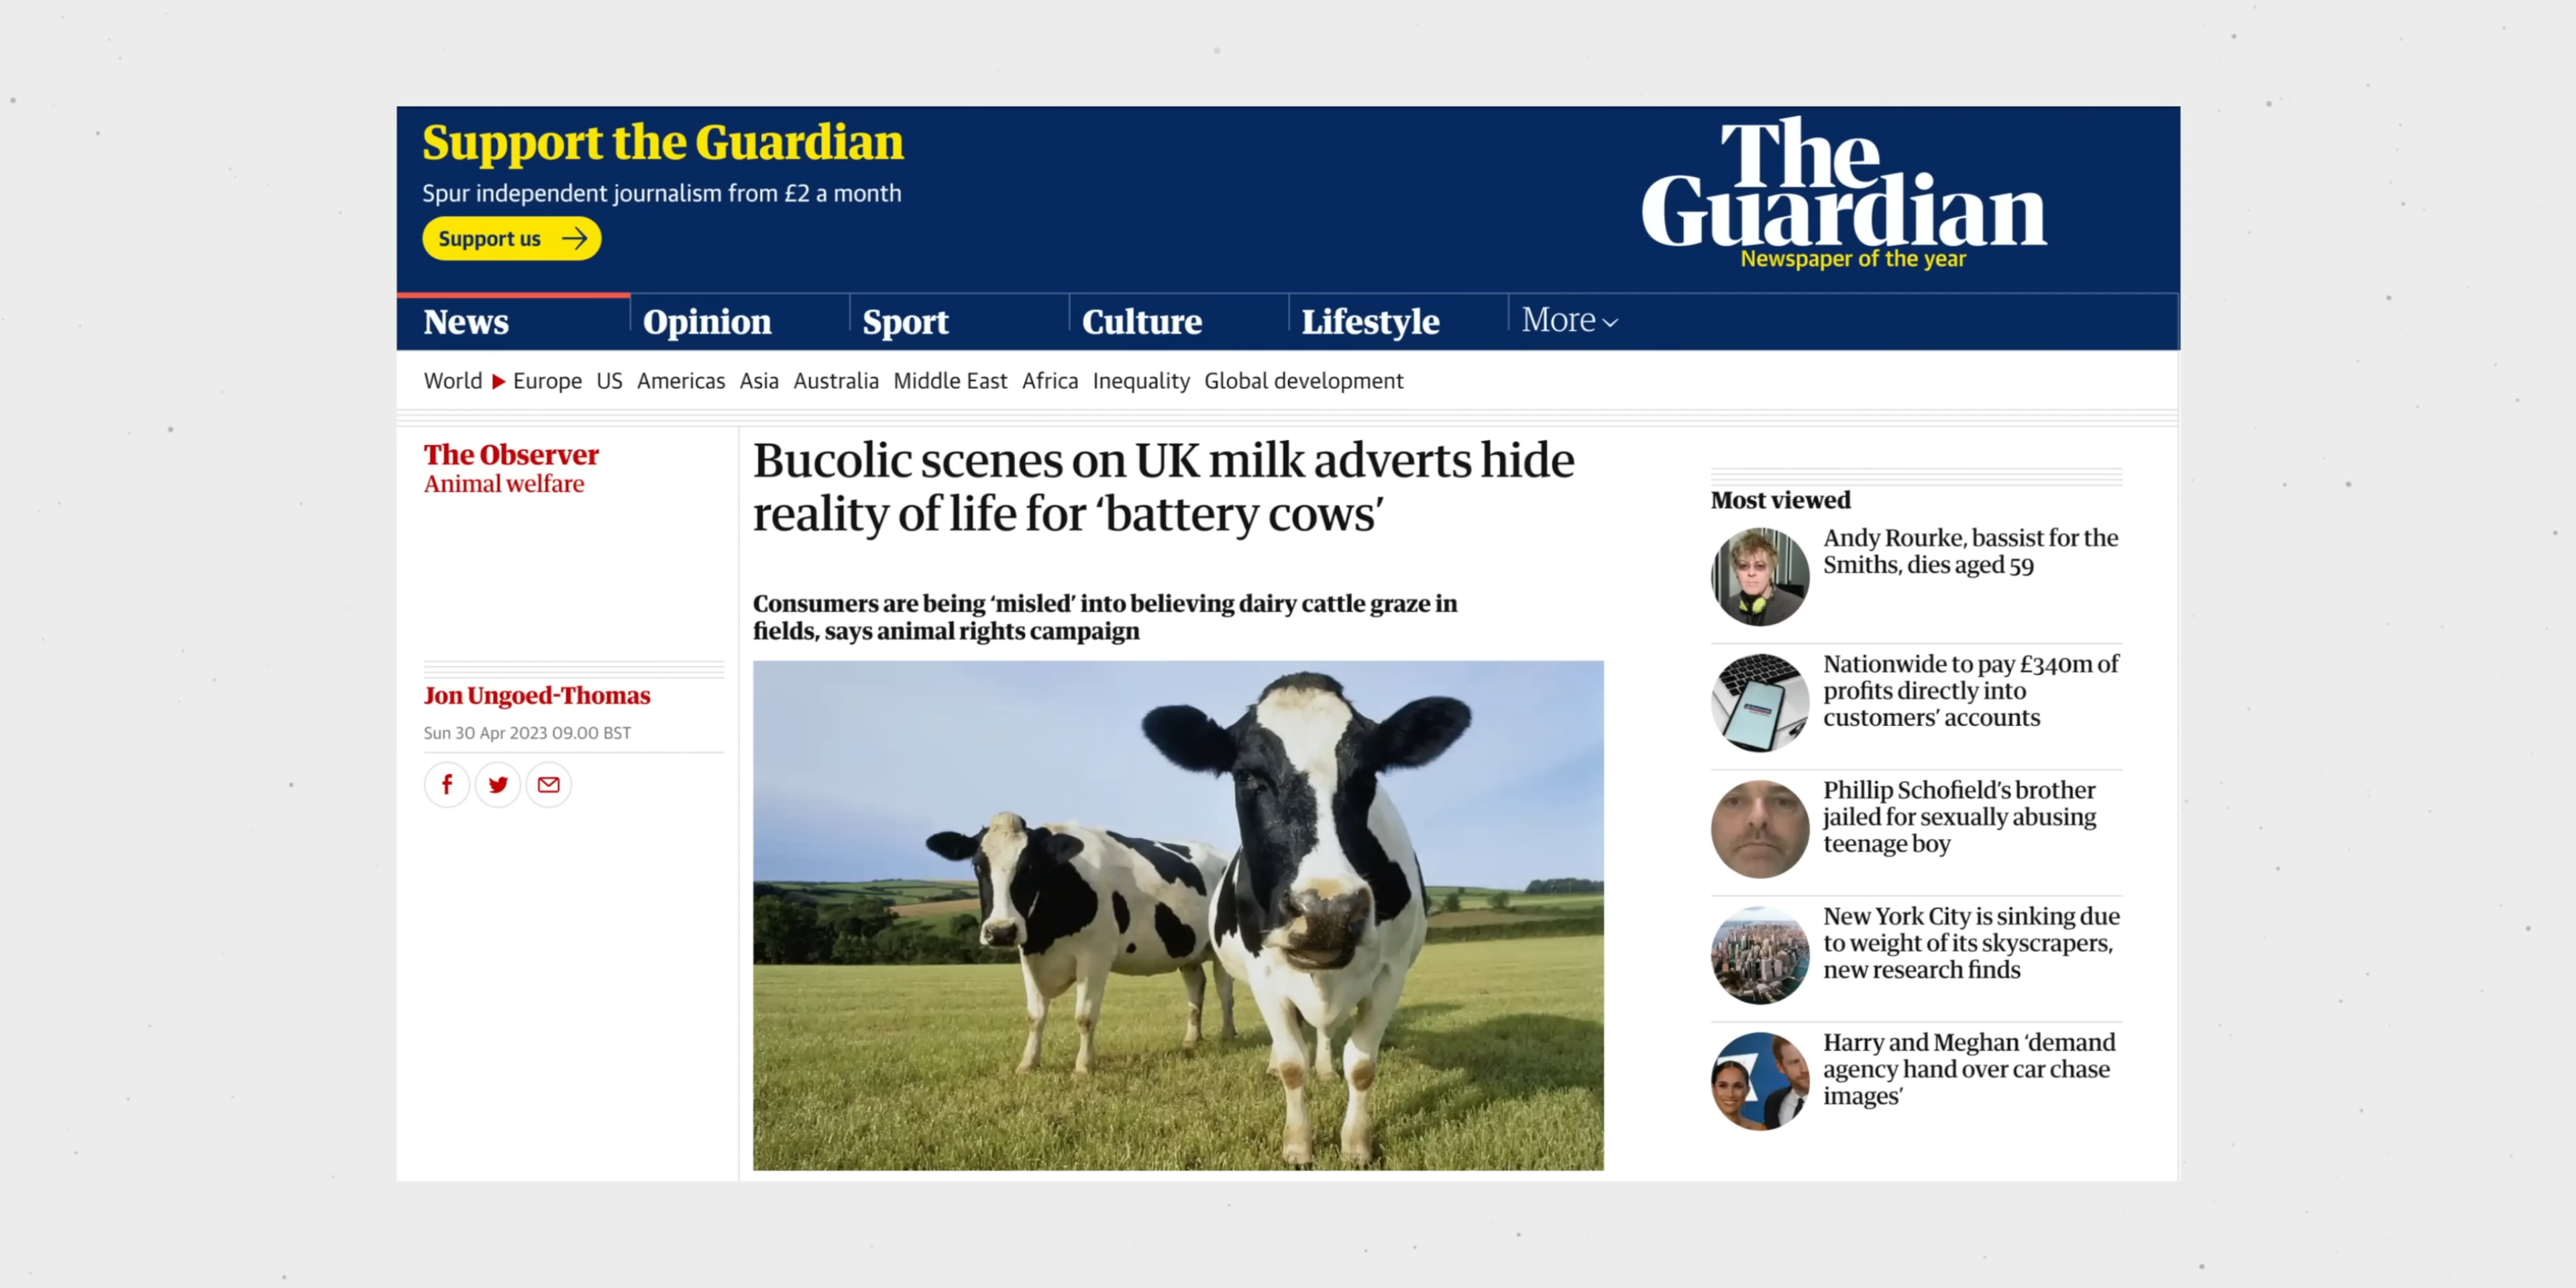 Support the Guardian
Spur independent journalism from £2 a month
Support us
The
Guardian
Newspaper of the year
News
Opinion
Sport
Culture
Lifestyle
More
World
Europe
US
Americas
Asia
Australia
Middle East
Africa
Inequality
Global development
The Observer
Animal welfare
Jon Ungoed-Thomas
Sun 30 Apr 2023 09.00 BST
Bucolic scenes on UK milk adverts hide
reality of life for ‘battery cows’
Consumers are being ‘misled’ into believing dairy cattle graze in
fields, says animal rights campaign
Most viewed
Andy Rourke, bassist for the
Smiths, dies aged 59
Nationwide to pay £340m of
profits directly into
customers’ accounts
Phillip Schofield’s brother
jailed for sexually abusing
teenage boy
New York City is sinking due
to weight of its skyscrapers,
new research finds
Harry and Meghan ‘demand
agency hand over car chase
images’